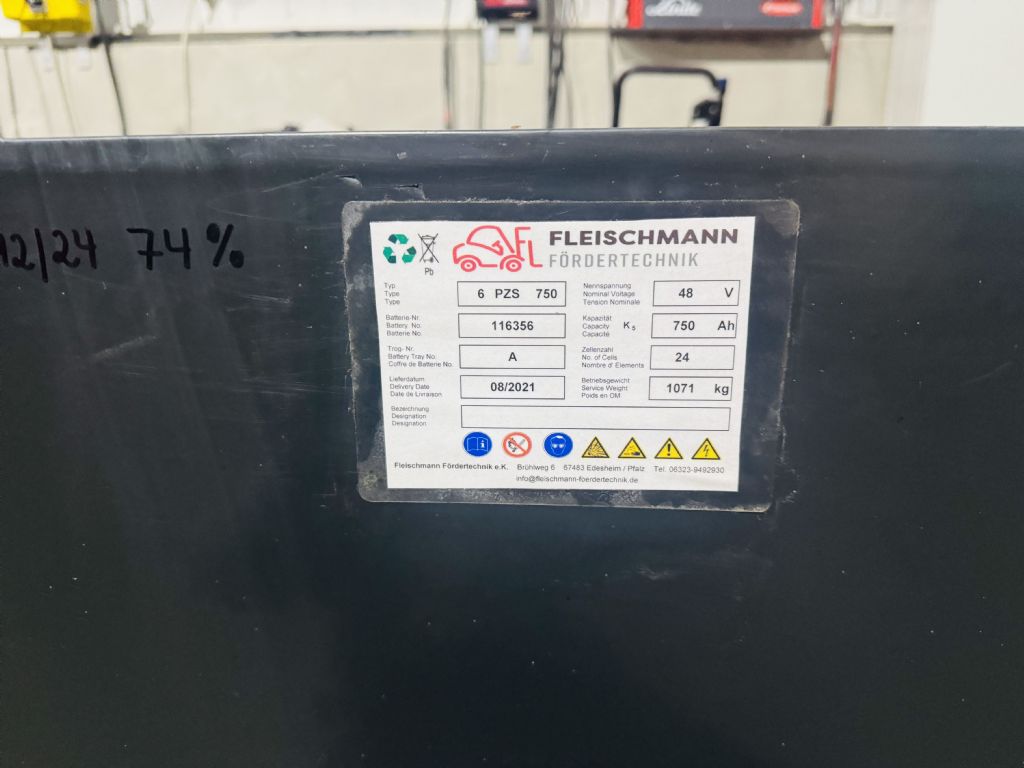 12/24 74%
Pb
FL
FLEISCHMANN
FÖRDERTECHNIK
Typ
Type
Type
6 PZS 750
Nennspannung
Nominal Voltage
Tension Nominale
48 V
Batterie-Nr.
Battery. No.
Batterie No.
116356
Kapazität
Capacity
Capacité
K5
750 Ah
Trog- Nr.
Battery Tray No.
Coffre de Batterie No.
A
Zellenzahl
No. of Cells
Nombre d' Elements
24
Lieferdatum
Delivery Date
Date de Livraison
08/2021
Betriebsgewicht
Service Weight
Poids en OM
1071 kg
Bezeichnung
Designation
Designation
Fleischmann Fördertechnik e.K. Brühlweg 6 67483 Edesheim / Pfalz Tel. 06323-9492930
info@fleischmann-foerdertechnik.de